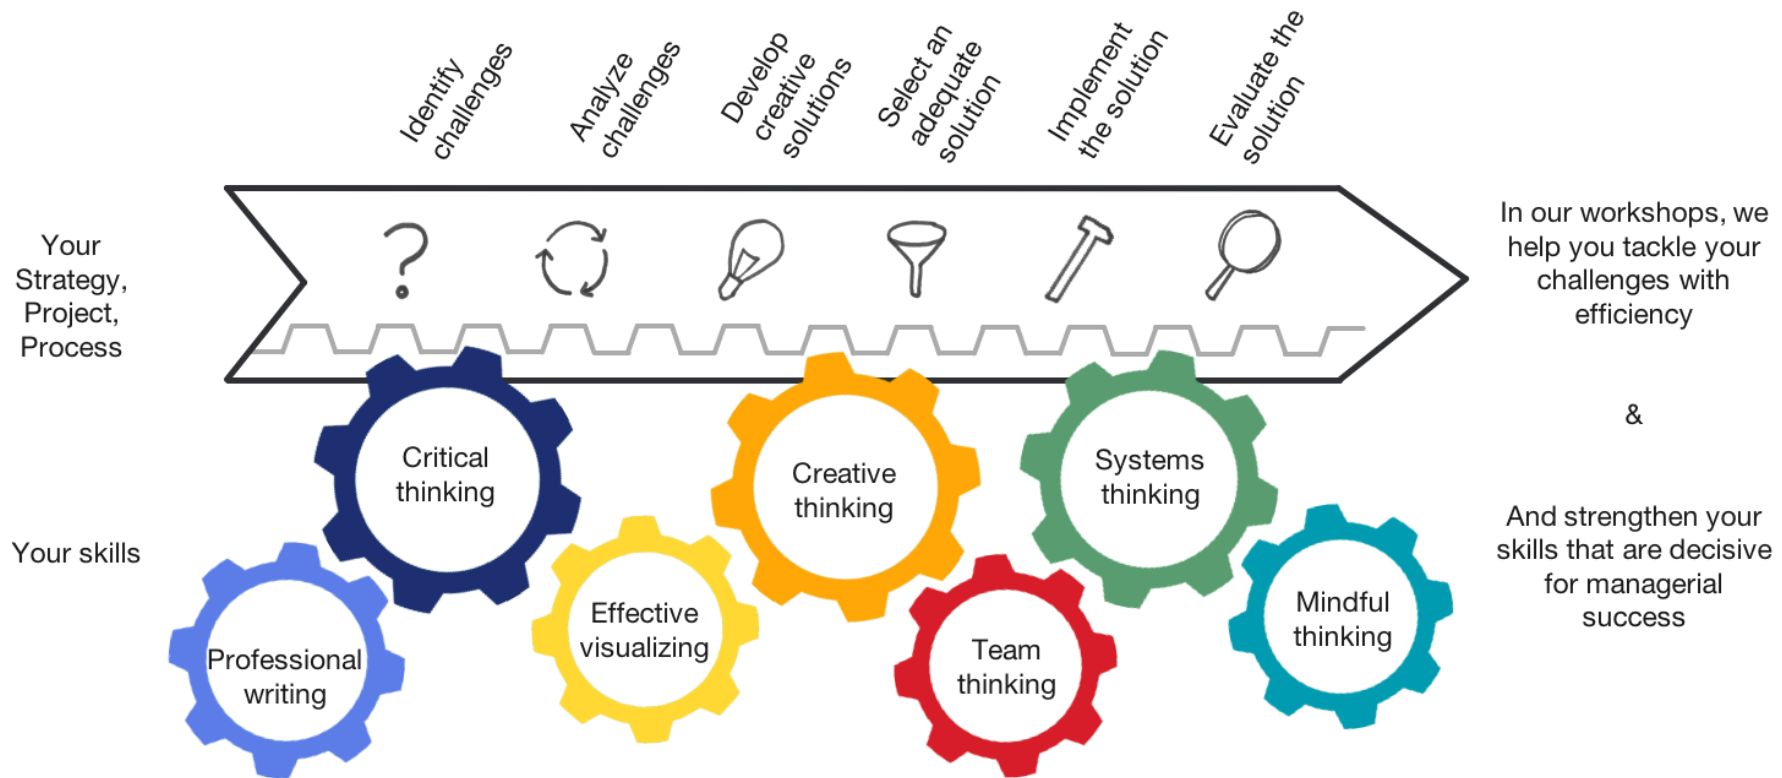 Identify
challenges
Analyze
challenges
Develop
creative
solutions
Select an
adequate
solution
Implement
the solution
Evaluate the
solution
Your
Strategy,
Project,
Process
In our workshops, we
help you tackle your
challenges with
efficiency
&
And strengthen your
skills that are decisive
for managerial
success
Your skills
Professional
writing
Critical
thinking
Effective
visualizing
Creative
thinking
Team
thinking
Systems
thinking
Mindful
thinking